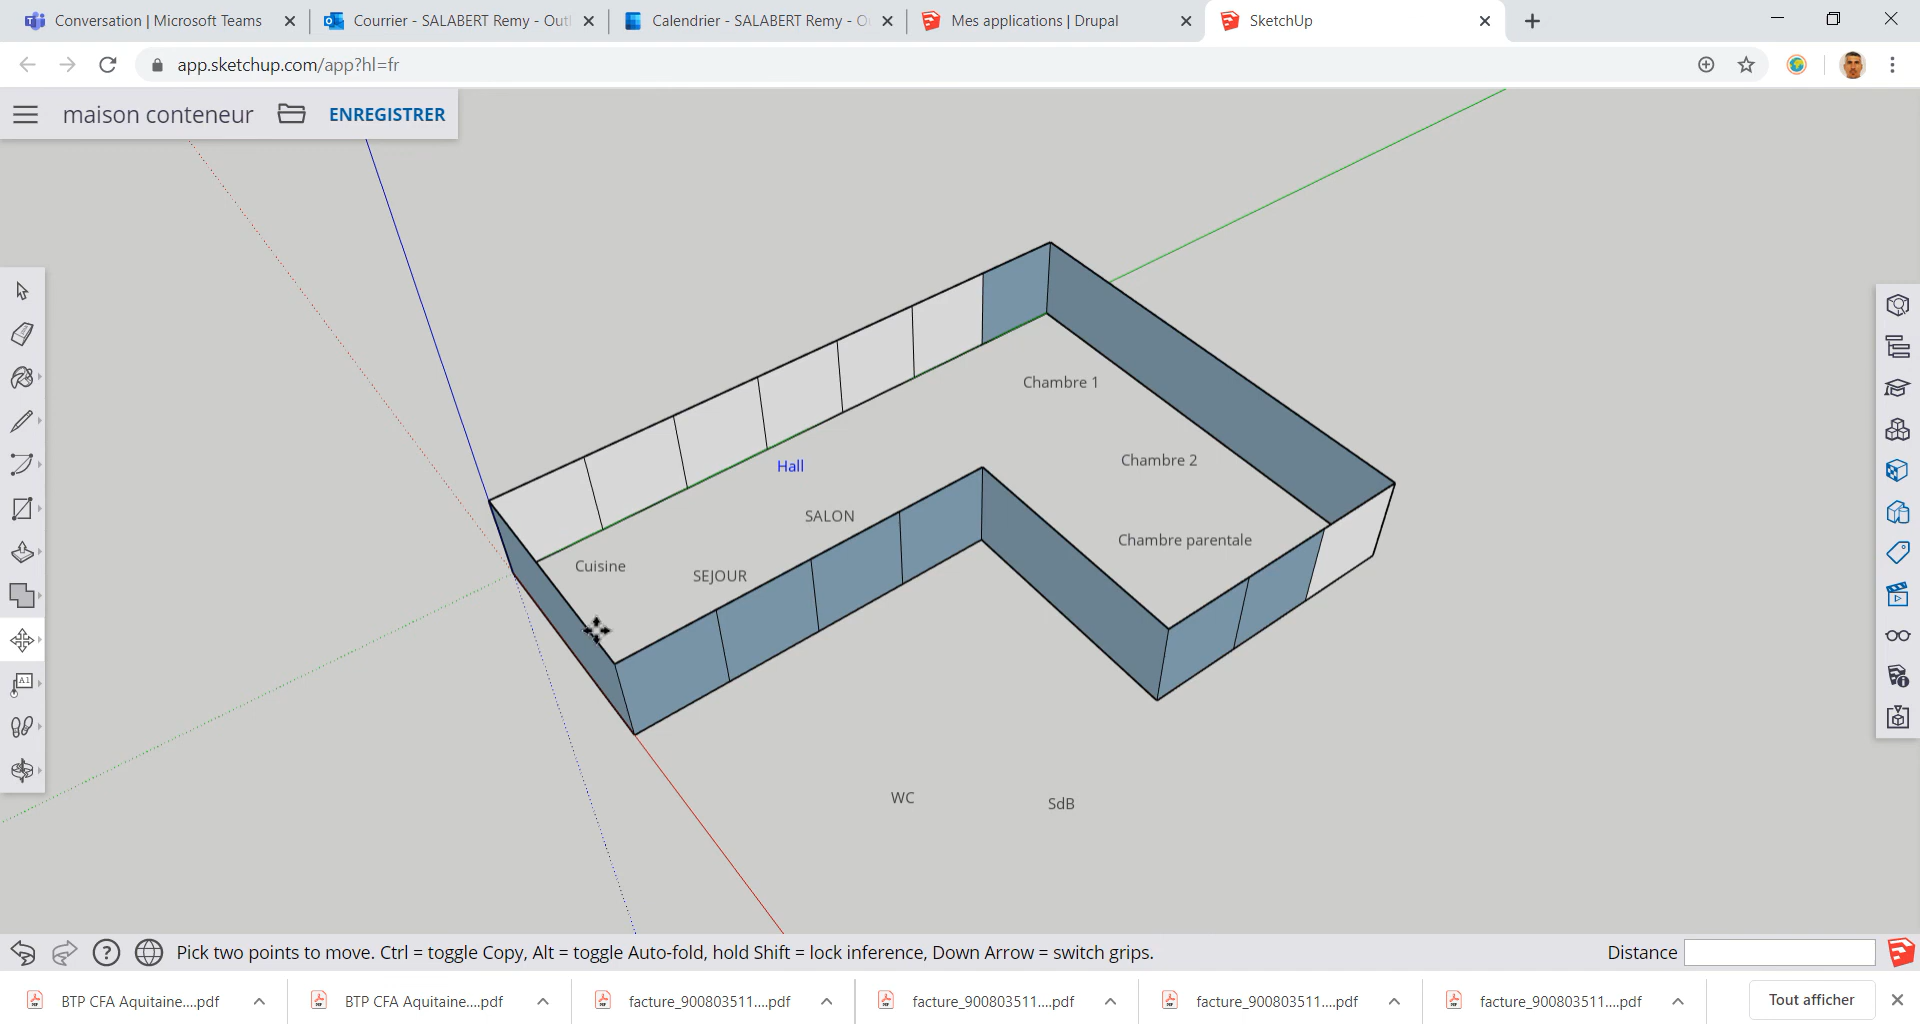 Conversation | Microsoft Teams
Courrier - SALABERT Remy - Outl
Calendrier - SALABERT Remy - O
Mes applications | Drupal
SketchUp
app.sketchup.com/app?hl=fr
maison conteneur
ENREGISTRER
Chambre 1
Hall
Chambre 2
SALON
Chambre parentale
Cuisine
SEJOUR
A1
WC
SdB
Pick two points to move. Ctrl = toggle Copy, Alt = toggle Auto-fold, hold Shift = lock inference, Down Arrow = switch grips.
Distance
BTP CFA Aquitaine....pdf
BTP CFA Aquitaine....pdf
facture_900803511....pdf
facture_900803511....pdf
facture_900803511....pdf
facture_900803511....pdf
Tout afficher